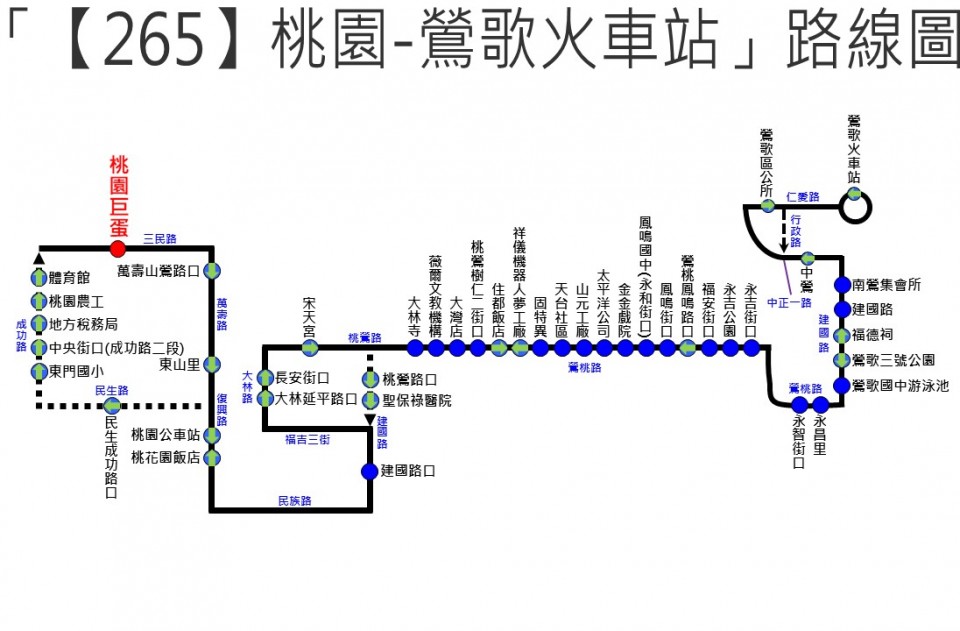 「【265】桃園-鶯歌火車站」路線圖
桃園巨蛋
三民路
萬壽山鶯路口
體育館
桃園農工
地方稅務局
中央街口(成功路二段)
東門國小
成功路
民生路
民生成功路口
萬壽路
東山里
復興路
桃園公車站
桃花園飯店
民族路
宋天宮
桃鶯路
大林路
長安街口
大林延平路口
福吉三街
桃鶯路口
聖保祿醫院
建國路
建國路口
大林寺
薇爾文教機構
大灣店
桃鶯樹仁二街口
住都飯店
祥儀機器人夢工廠
固特異
天台社區
山元工廠
太平洋公司
金金戲院
鳳鳴國中(永和街口)
鳳鳴街口
鶯桃鳳鳴路口
福安街口
永吉公園
永吉街口
鶯桃路
鶯桃路
永智街口
永昌里
鶯歌國中游泳池
鶯歌三號公園
福德祠
建國路
南鶯集會所
建國路
中鶯
中正一路
行政路
鶯歌區公所
仁愛路
鶯歌火車站